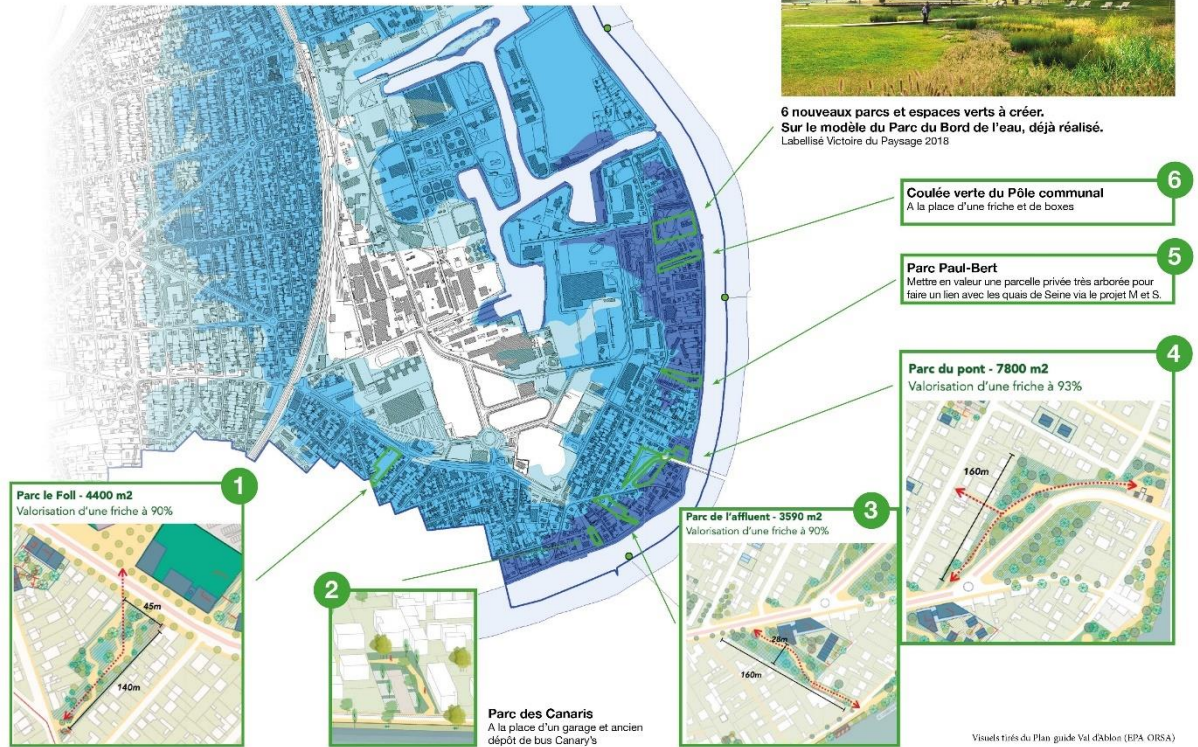 6 nouveaux parcs et espaces verts à créer.
Sur le modèle du Parc du Bord de l'eau, déjà réalisé.
Labellisé Victoire du Paysage 2018
6
Coulée verte du Pôle communal
A la place d'une friche et de boxes
5
Parc Paul-Bert
Mettre en valeur une parcelle privée très arborée pour
faire un lien avec les quais de Seine via le projet M et S.
4
Parc du pont - 7800 m2
Valorisation d'une friche à 93%
160m
1
Parc le Foll - 4400 m2
Valorisation d'une friche à 90%
45m
140m
2
Parc des Canaris
A la place d'un garage et ancien
dépôt de bus Canary's
3
Parc de l'affluent - 3590 m2
Valorisation d'une friche à 90%
28m
160m
Visuels tirés du Plan guide Val d'Ablon (EPA ORSA)